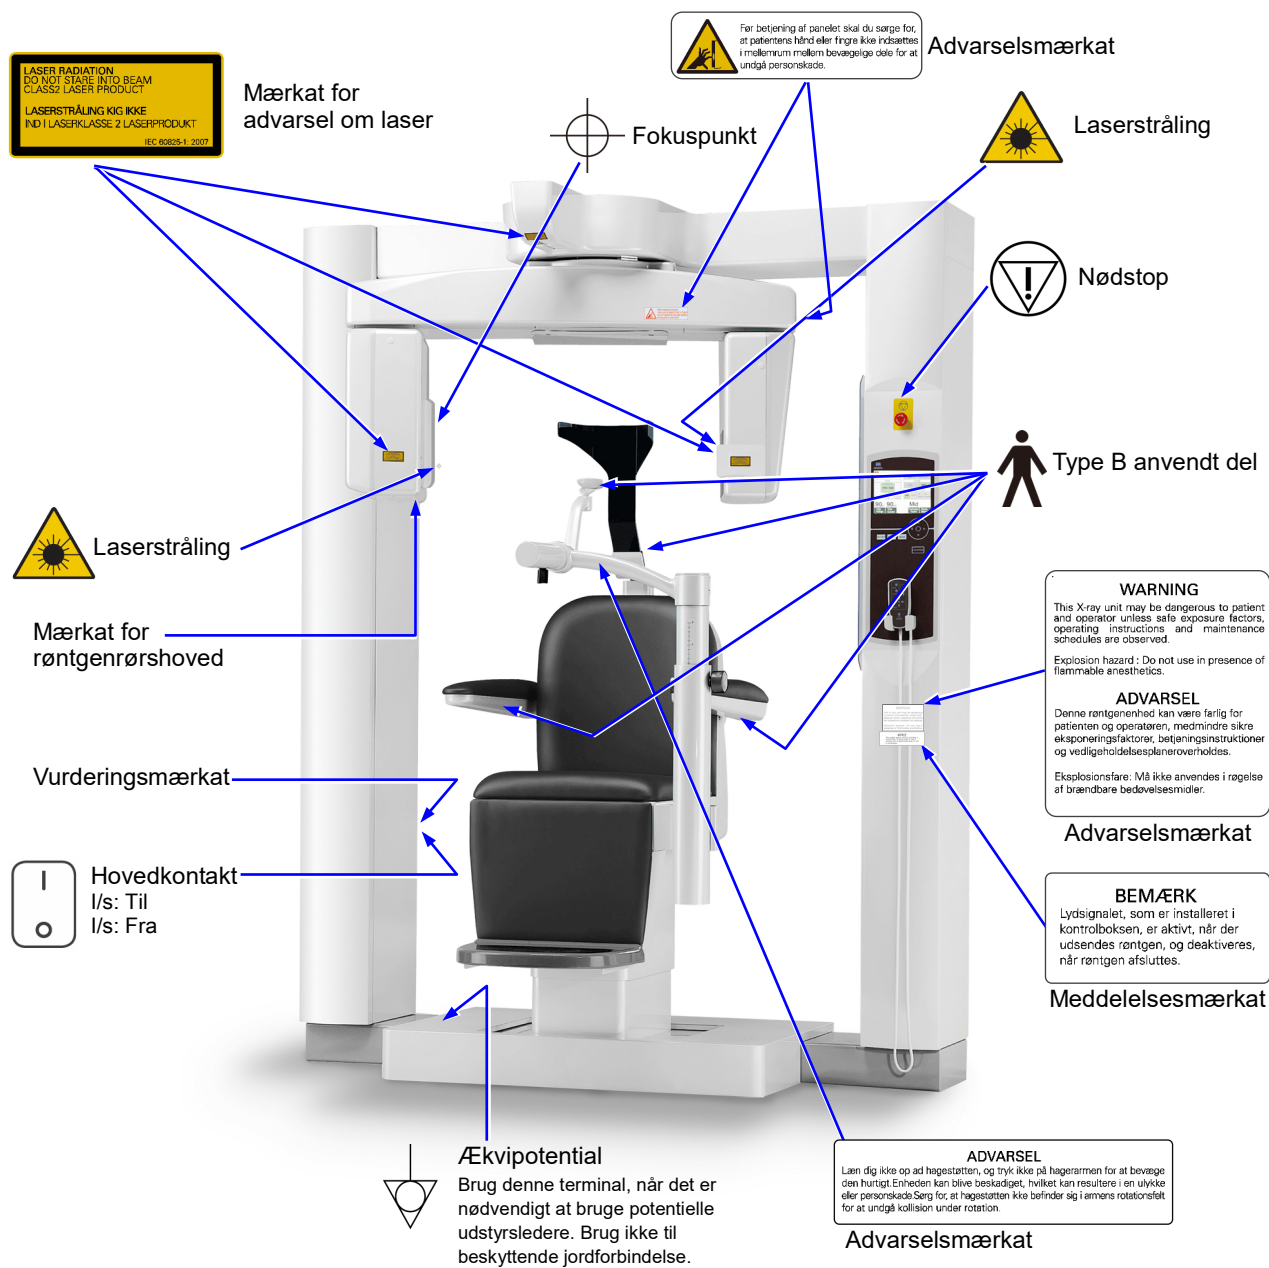 LASER RADIATION
DO NOT STARE INTO BEAM
CLASS2 LASER PRODUCT
LASERSTRÅLING KIG IKKE
IND I LASERKLASSE 2 LASERPRODUKT
IEC 60825-1: 2007
Mærkat for
advarsel om laser
Fokuspunkt
Før betjening af panelet skal du sørge for,
at patientens hånd eller fingre ikke indsættes
i mellemrum mellem bevægelige dele for at
undgå personskade.
Advarselsmærkat
Laserstråling
Nødstop
Type B anvendt del
Laserstråling
Mærkat for
røntgenrørshoved
WARNING
This X-ray unit may be dangerous to patient
and operator unless safe exposure factors,
operating instructions and maintenance
schedules are observed.
Explosion hazard : Do not use in presence of
flammable anesthetics.
ADVARSEL
Denne røntgenenhed kan være farlig for
patienten og operatøren, medmindre sikre
eksponeringsfaktorer, betjeningsinstruktioner
og vedligeholdelsesplaneroverholdes.
Eksplosionsfare: Må ikke anvendes i røgelse
af brændbare bedøvelsesmidler.
Advarselsmærkat
Vurderingsmærkat
Hovedkontakt
I/s: Til
I/s: Fra
BEMÆRK
Lydsignalet, som er installeret i
kontrolboksen, er aktivt, når der
udsendes røntgen, og deaktiveres,
når røntgen afsluttes.
Meddelelsesmærkat
Ækvipotential
Brug denne terminal, når det er
nødvendigt at bruge potentielle
udstyrsledere. Brug ikke til
beskyttende jordforbindelse.
ADVARSEL
Læn dig ikke op ad hagestøtten, og tryk ikke på hagerarmen for at bevæge
den hurtigt.Enheden kan blive beskadiget, hvilket kan resultere i en ulykke
eller personskade.Sørg for, at hagestøtten ikke befinder sig i armens rotationsfelt
for at undgå kollision under rotation.
Advarselsmærkat